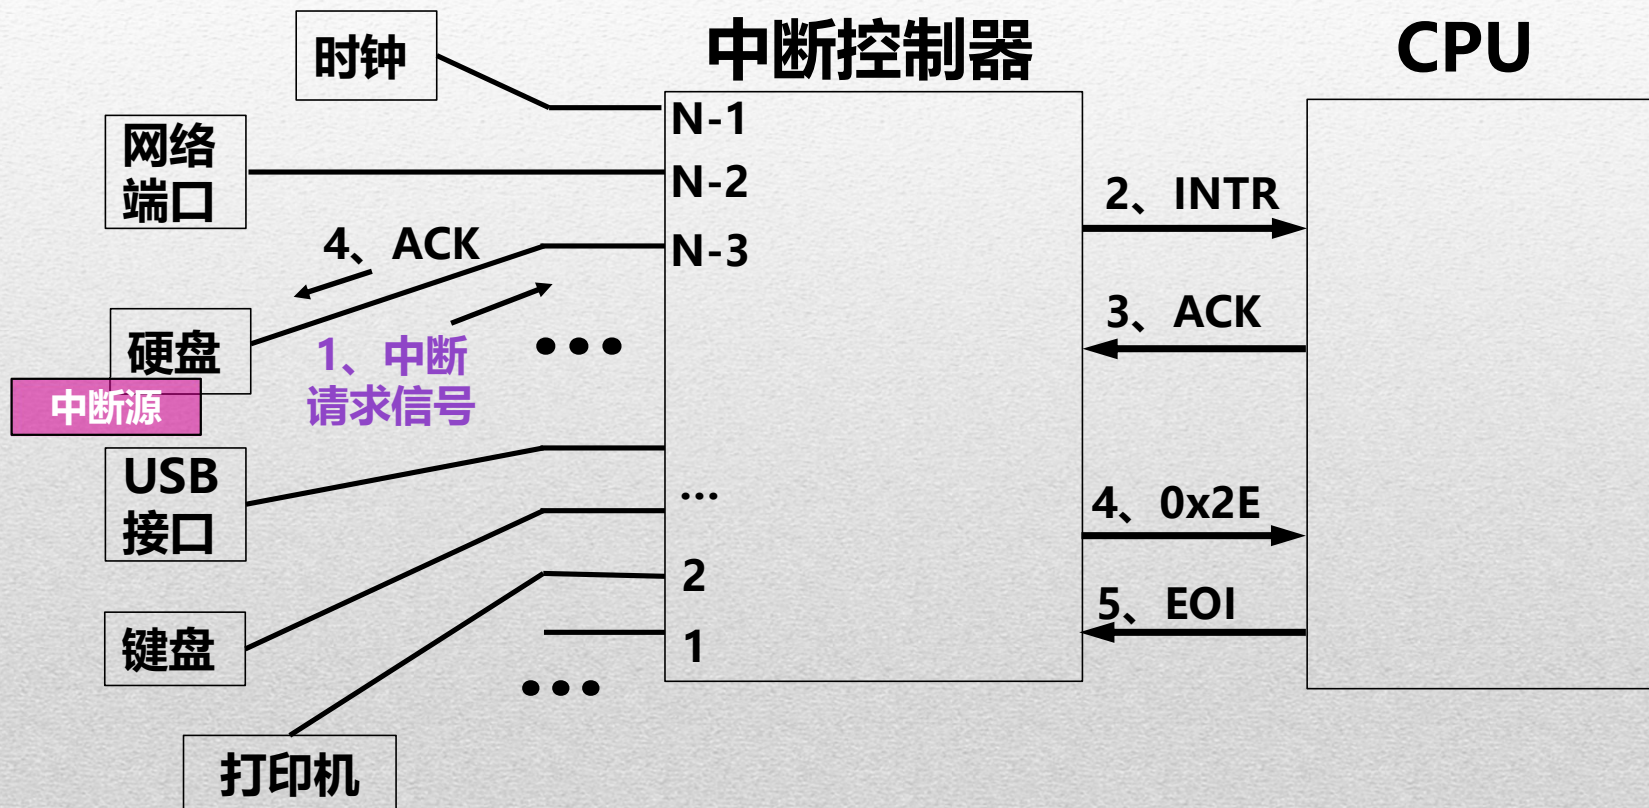 中断控制器
CPU
时钟
N-1
网络
端口
N-2
2、INTR
4、ACK
N-3
3、ACK
硬盘
1、中断
请求信号
•••
中断源
USB
接口
...
4、0x2E
2
5、EOI
键盘
1
•••
打印机